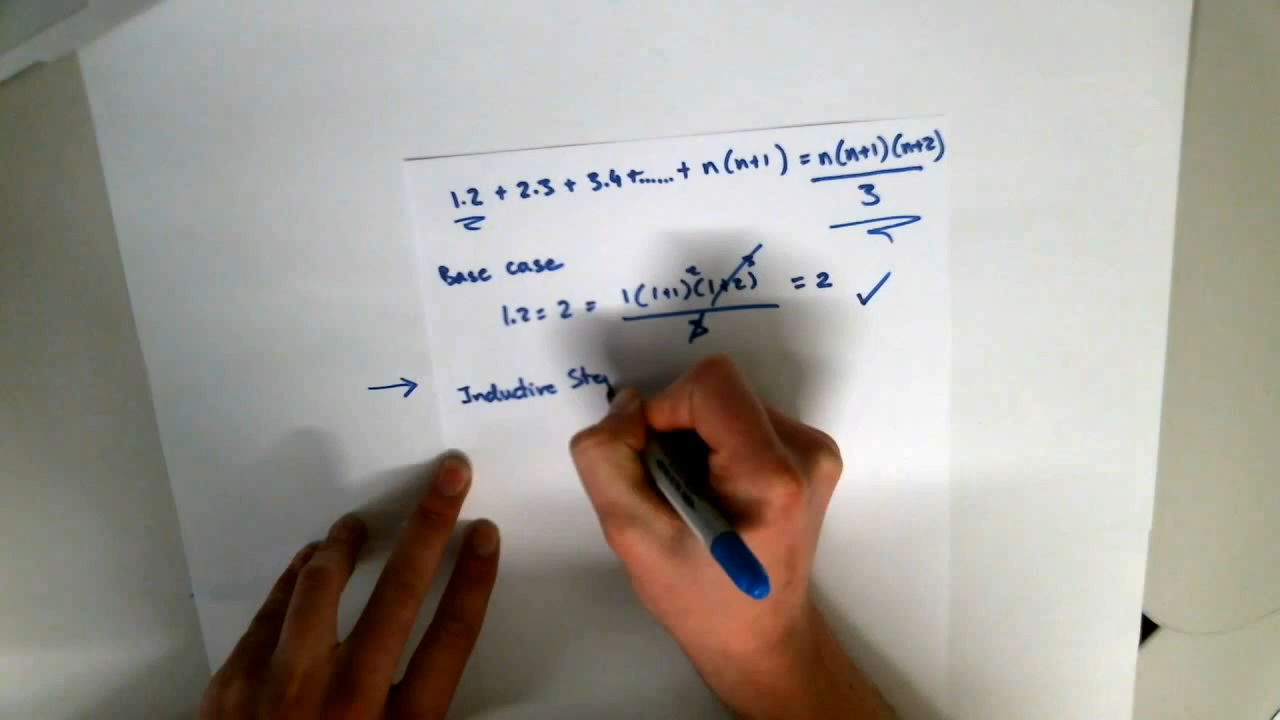 1.2 + 2.3 + 3.4 + ...... + n(n+1) = n(n+1)(n+2)
3
Base case
1.2 = 2 = 1(1+1)(1+2) = 2 ✓
3
→ Inductive Step